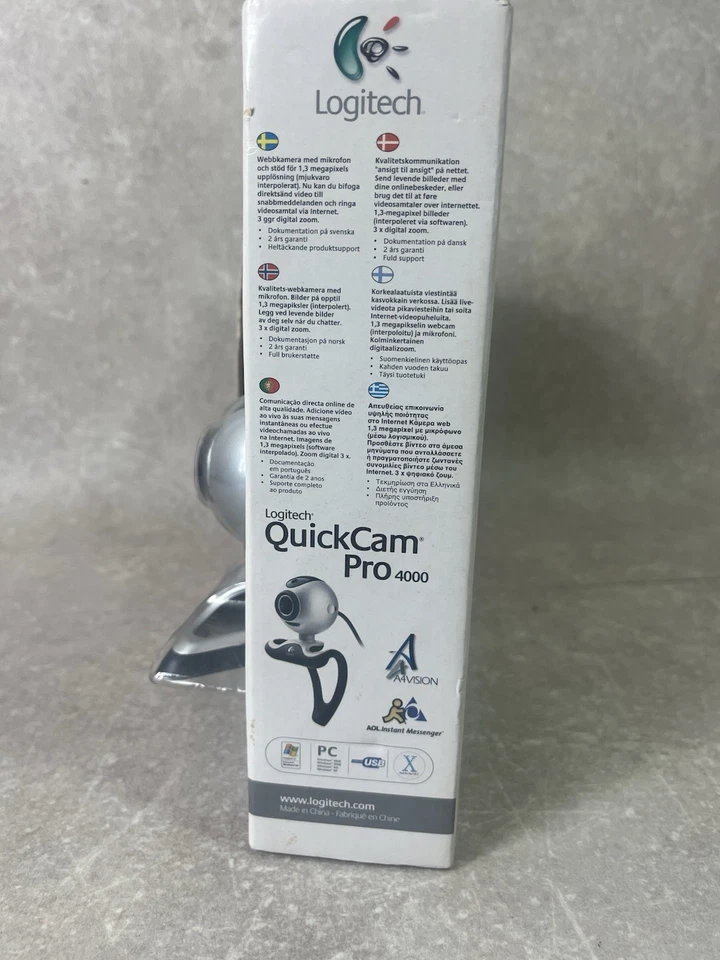 Logitech
Webbkamera med mikrofon
och stöd för 1,3 megapixels
upplösning (mjukvaro
interpolerat). Nu kan du bifoga
direktsänd video till
snabbmeddelanden och ringa
videosamtal via Internet.
3 ggr digital zoom.
• Dokumentation på svenska
• 2 års garanti
• Heltäckande produktsupport
Kvalitetskommunikation
"ansigt til ansigt" på nettet.
Send levende billeder med
dine onlinebeskeder, eller
brug det til at føre
videosamtaler over internettet.
1,3-megapixel billeder
(interpoleret via softwaren).
3 x digital zoom.
• Dokumentation på dansk
• 2 års garanti
• Fuld support
Kvalitets-webkamera med
mikrofon. Bilder på opptil
1,3 megapiksler (interpolert).
Legg ved levende bilder
av deg selv når du chatter.
3 x digital zoom.
• Dokumentasjon på norsk
• 2 års garanti
• Full brukerstøtte
Korkealaatuista viestintää
kasvokkain verkossa. Lisää live-
videota pikaviesteihin tai soita
Internet-videopuheluita.
1,3 megapikselin webcam
(interpoloitu) ja mikrofoni.
Kolminkertainen
digitaalizoom.
• Suomenkielinen käyttöopas
• Kahden vuoden takuu
• Täysi tuotetuki
Comunicação directa online de
alta qualidade. Adicione vídeo
ao vivo às suas mensagens
instantâneas ou efectue
videochamadas ao vivo
na Internet. Imagens de
1,3 megapixels (software
interpolado). Zoom digital 3 x.
• Documentação
em português
• Garantia de 2 anos
• Suporte completo
ao produto
Απευθείας επικοινωνία
υψηλής ποιότητας
στο Internet Κάμερα web
1,3 megapixel με μικρόφωνο
(μέσω λογισμικού).
Προσθέστε βίντεο στα άμεσα
μηνύματα που ανταλλάσσετε
ή πραγματοποιήστε ζωντανές
συνομιλίες βίντεο μέσω του
Internet. 3 x ψηφιακό ζουμ.
• Τεκμηρίωση στα Ελληνικά
• Διετής εγγύηση
• Πλήρης υποστήριξη
προϊόντος
Logitech®
QuickCam®
Pro 4000
A4VISION
AOL Instant Messenger
PC
USB
X
www.logitech.com
Made in China - Fabriqué en Chine